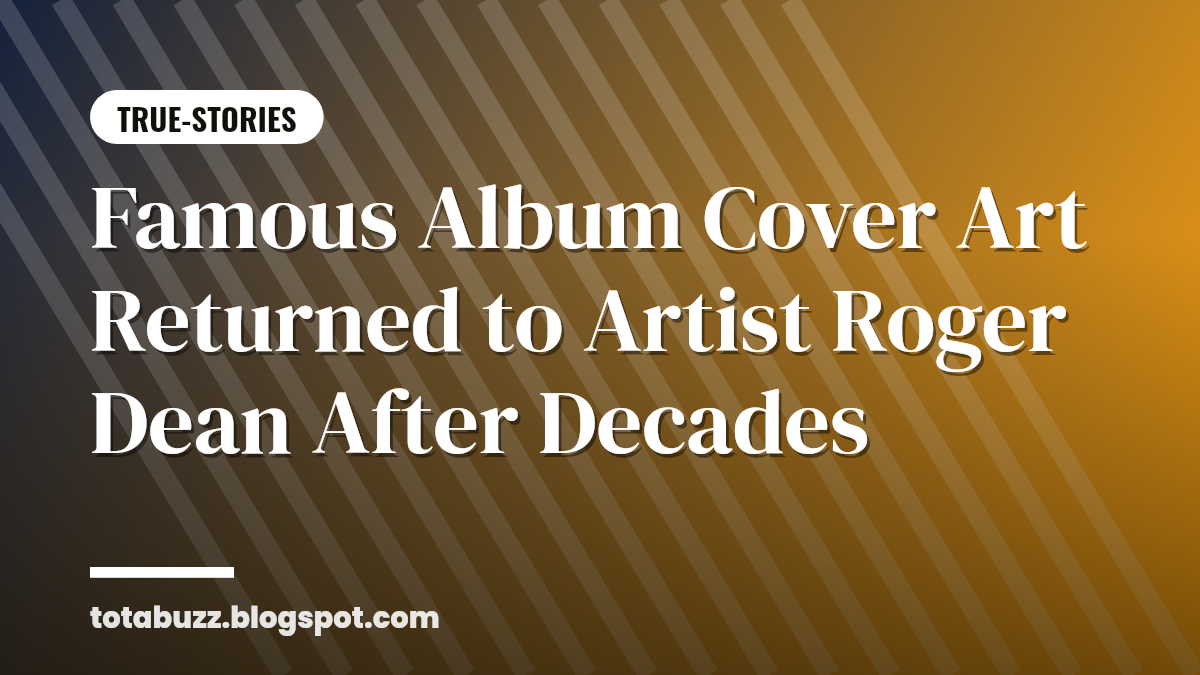 TRUE-STORIES
Famous Album Cover Art
Returned to Artist Roger
Dean After Decades
totabuzz.blogspot.com